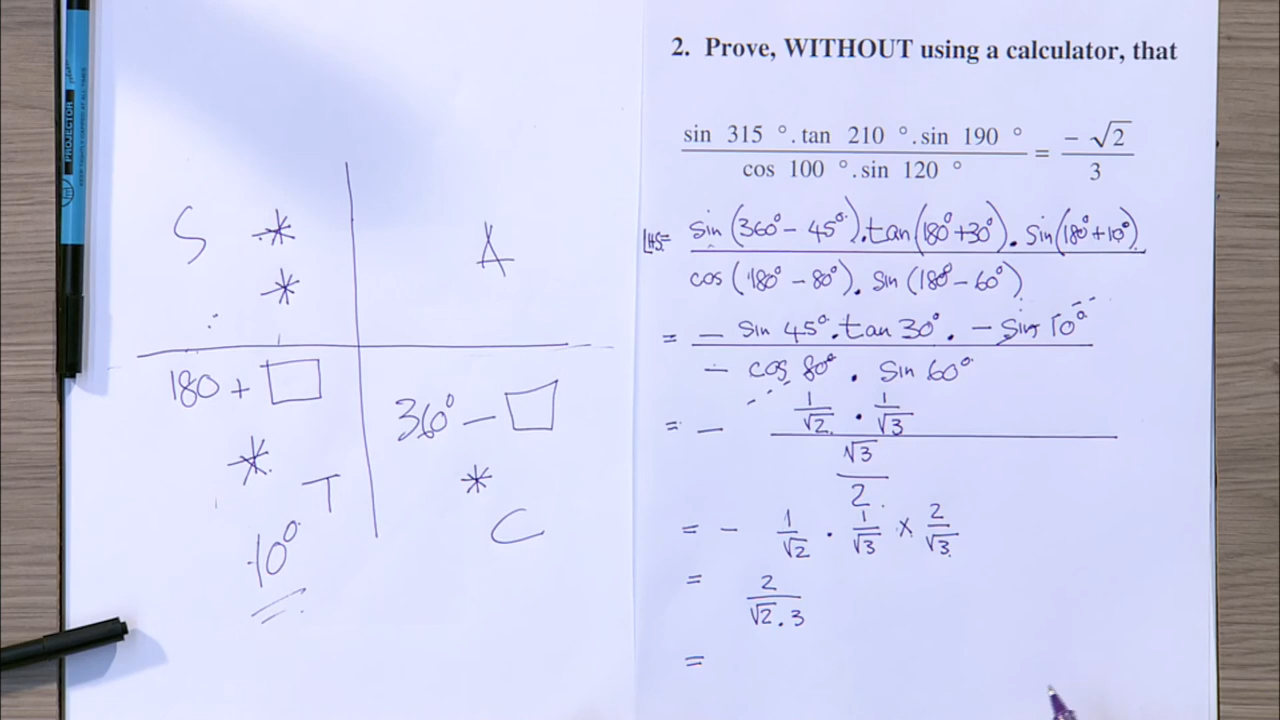 PROJECTOR
S * A
*
180 + □ 360° − □
* *
T C
10°
2. Prove, WITHOUT using a calculator, that
sin 315 °.tan 210 °.sin 190 ° / cos 100 °.sin 120 ° = − √2 / 3
LHS= sin(360° − 45°).tan(180°+30°). sin(180°+10°) / cos(180° − 80°). sin(180° − 60°)
= − sin 45°.tan 30°. − sin 10° / − cos 80° . sin 60°
= − 1/√2 . 1/√3 / √3/2
= − 1/√2 . 1/√3 × 2/√3
= 2 / √2 . 3
=